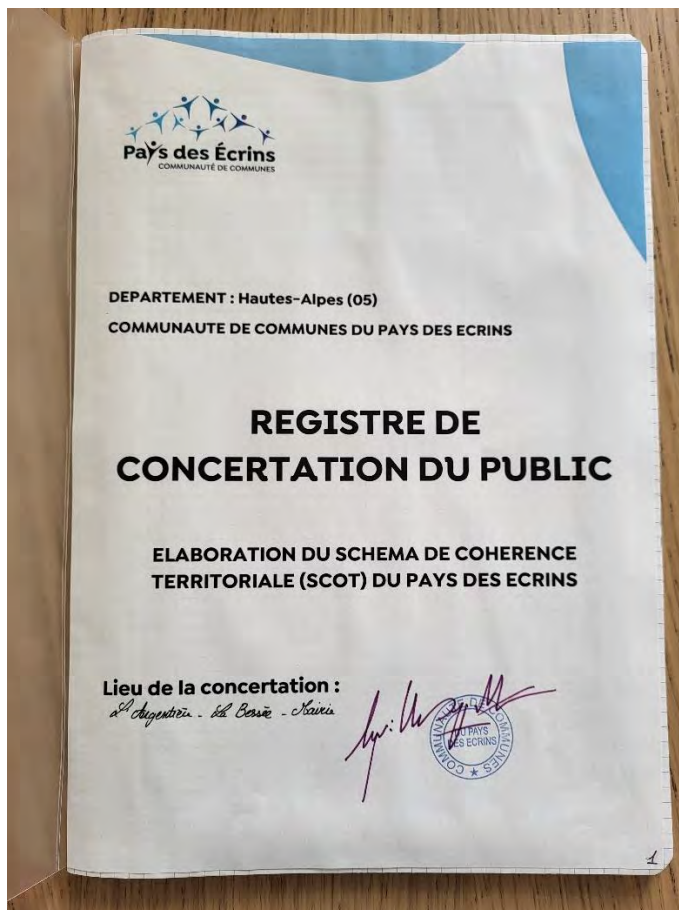 Pays des Écrins
COMMUNAUTÉ DE COMMUNES
DEPARTEMENT : Hautes-Alpes (05)
COMMUNAUTE DE COMMUNES DU PAYS DES ECRINS
REGISTRE DE
CONCERTATION DU PUBLIC
ELABORATION DU SCHEMA DE COHERENCE
TERRITORIALE (SCOT) DU PAYS DES ECRINS
Lieu de la concertation :
L'Argentière - La Bessée - Mairie
COMMUNAUTE DE COMMUNES
DU PAYS
DES ECRINS
1